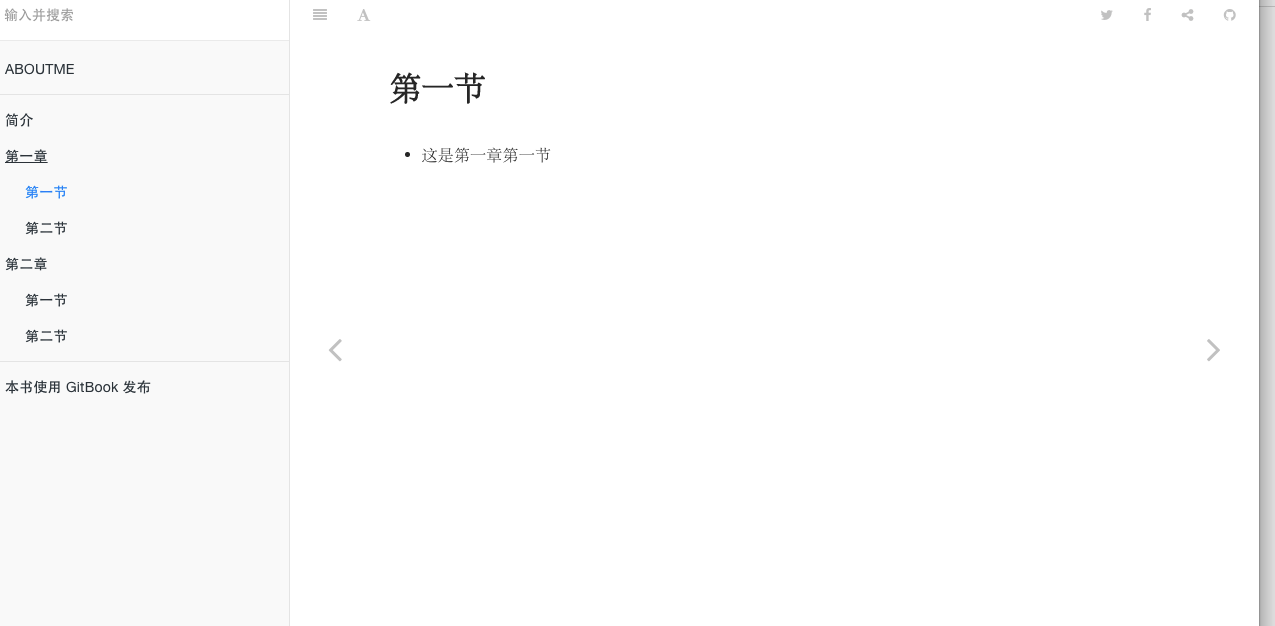 输入并搜索
ABOUTME
简介
第一章
第一节
第二节
第二章
第一节
第二节
本书使用 GitBook 发布
A
第一节
这是第一章第一节